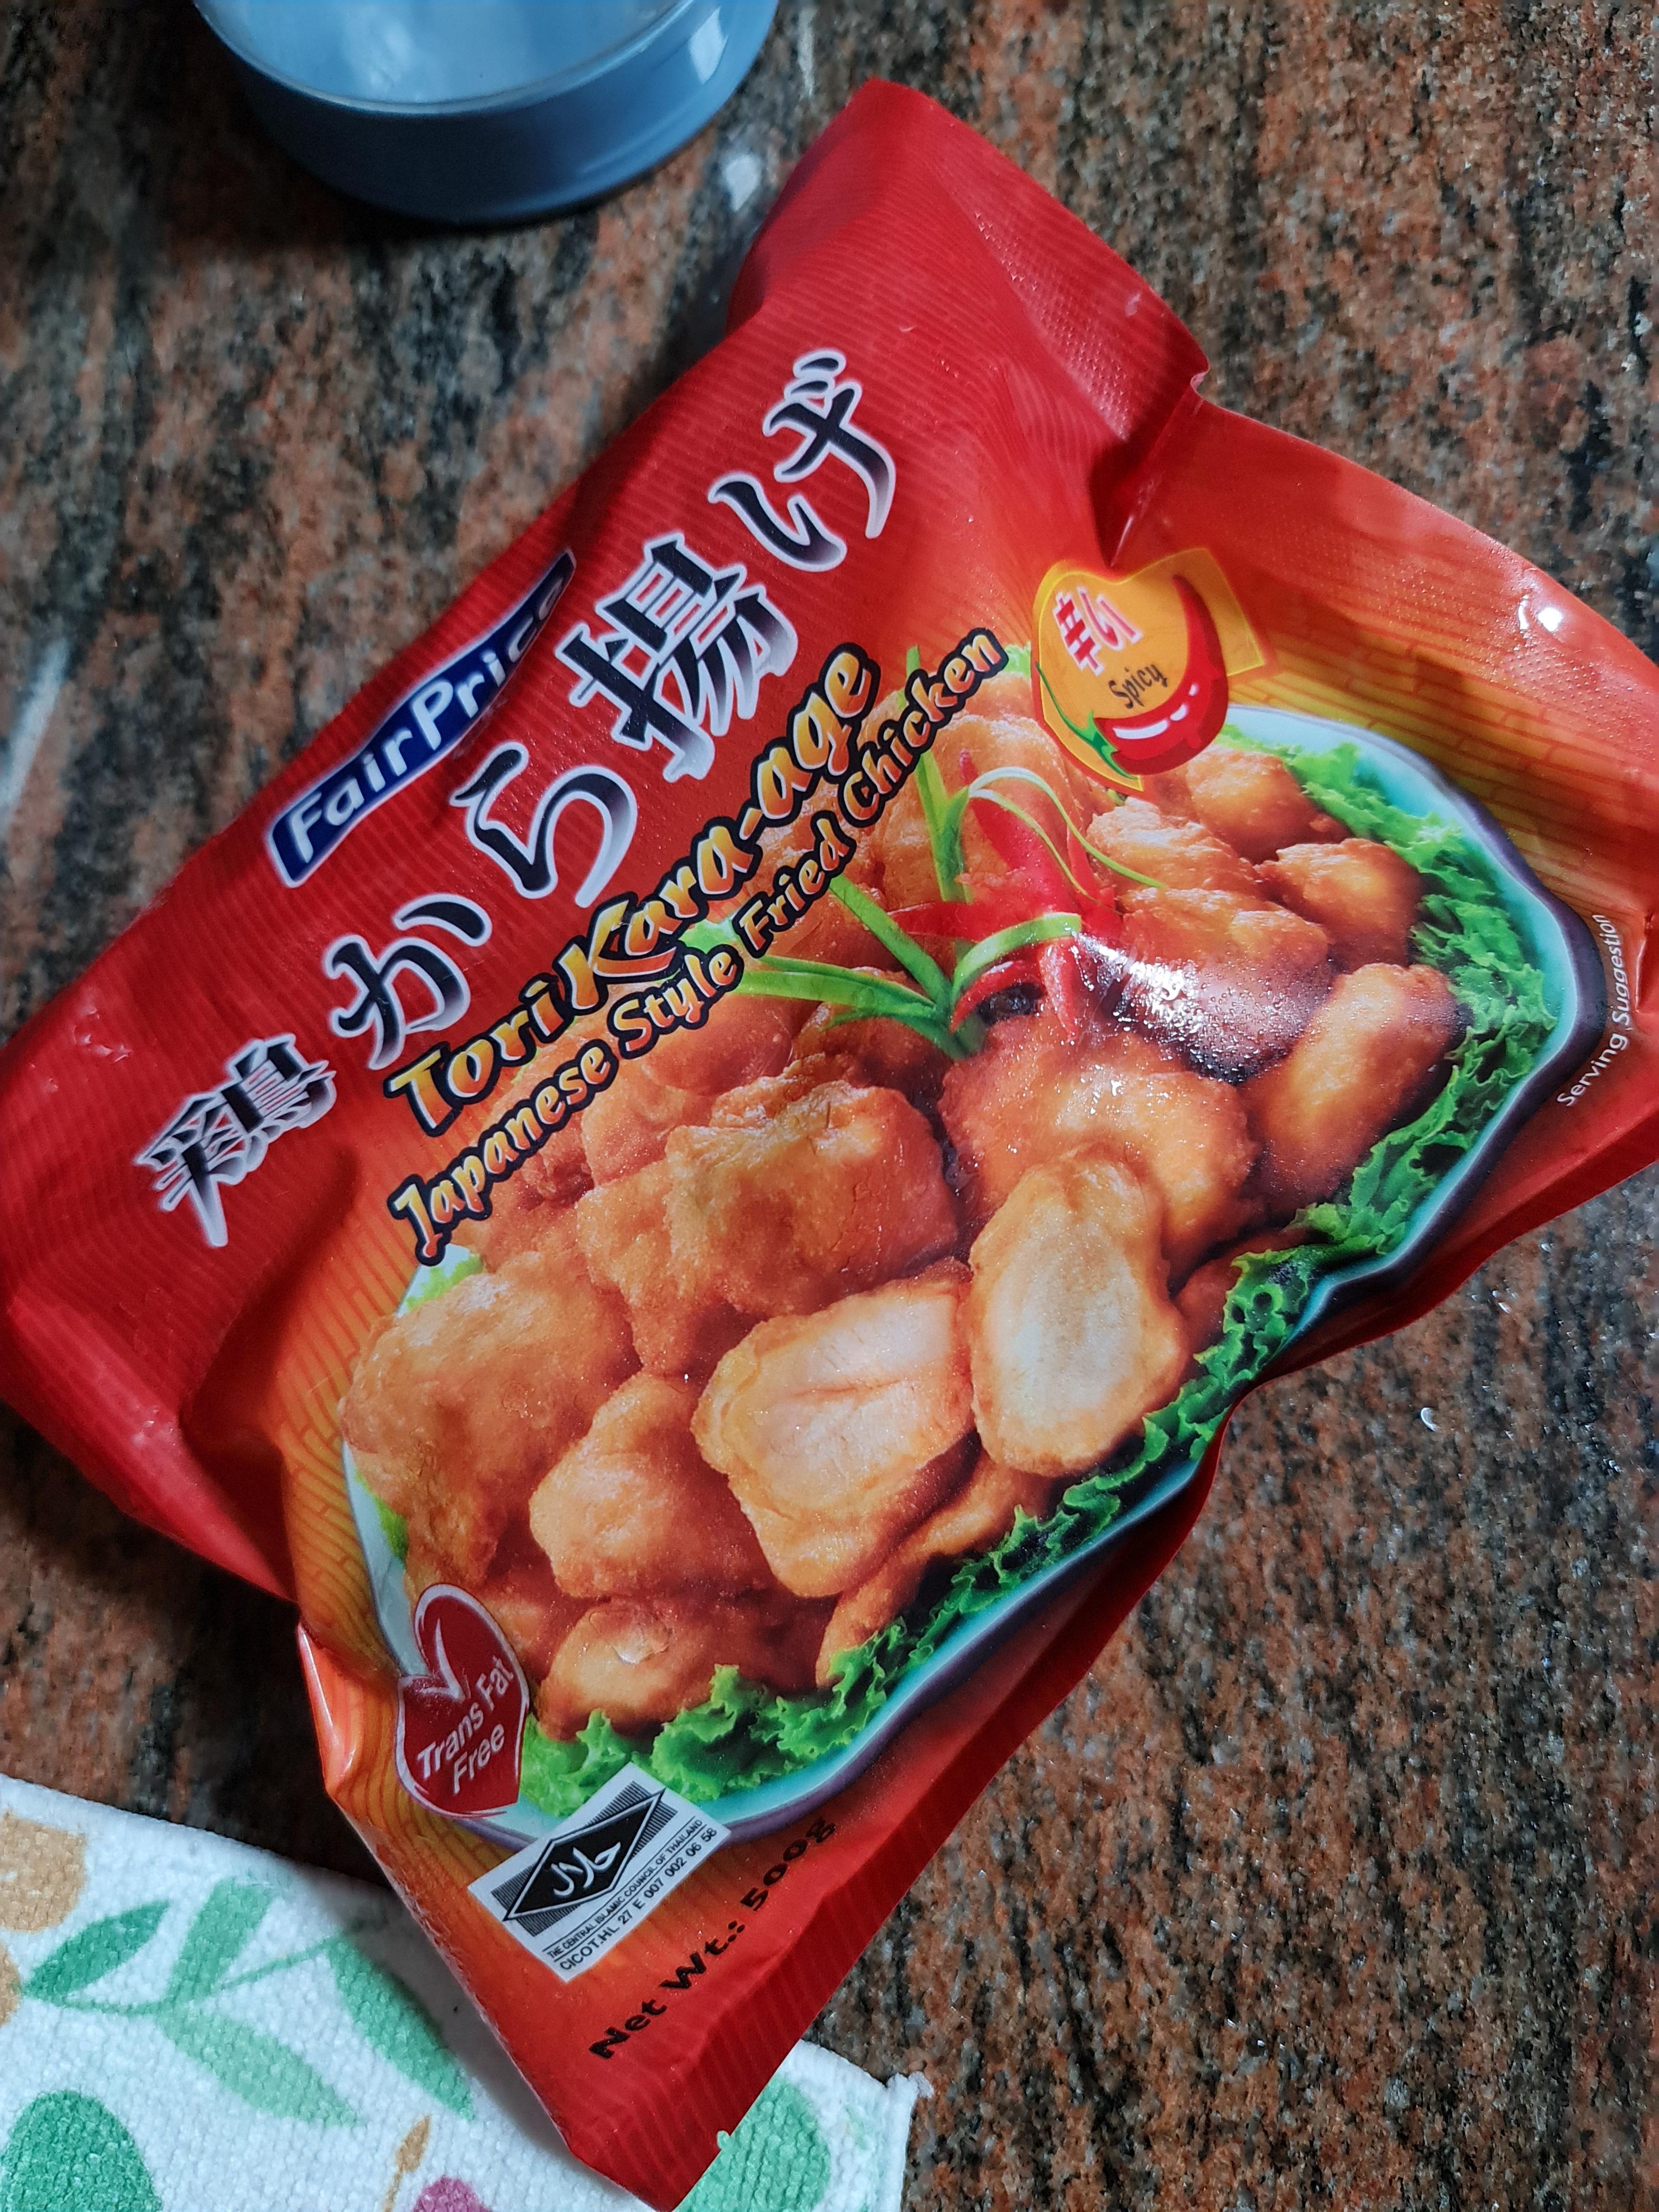 FairPrice
鶏から揚げ
Tori Kara-age
Japanese Style Fried Chicken
辛い
Spicy
Serving Suggestion
Trans Fat
Free
حلال
THE CENTRAL ISLAMIC COUNCIL OF THAILAND
CICOT.HL 27 E 007 002 06 58
Net Wt.: 500g